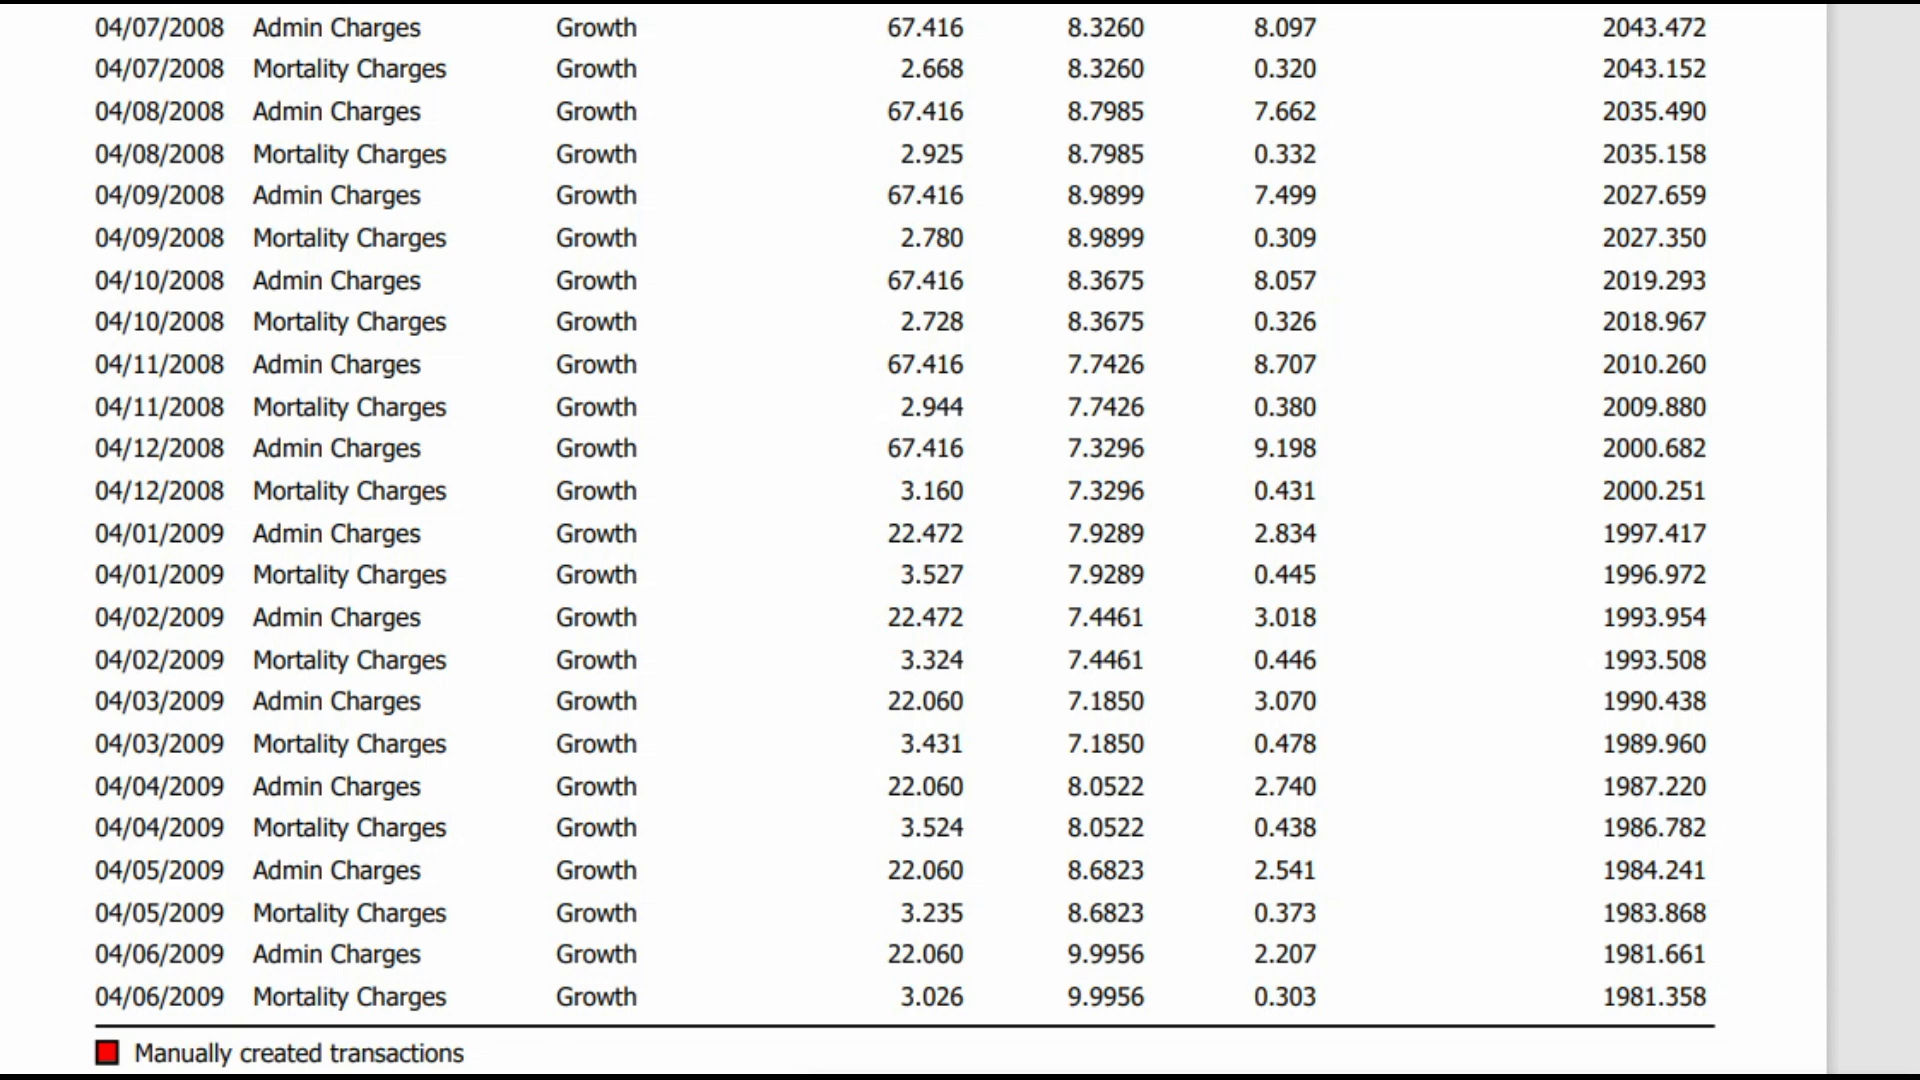 04/07/2008 Admin Charges Growth 67.416 8.3260 8.097 2043.472
04/07/2008 Mortality Charges Growth 2.668 8.3260 0.320 2043.152
04/08/2008 Admin Charges Growth 67.416 8.7985 7.662 2035.490
04/08/2008 Mortality Charges Growth 2.925 8.7985 0.332 2035.158
04/09/2008 Admin Charges Growth 67.416 8.9899 7.499 2027.659
04/09/2008 Mortality Charges Growth 2.780 8.9899 0.309 2027.350
04/10/2008 Admin Charges Growth 67.416 8.3675 8.057 2019.293
04/10/2008 Mortality Charges Growth 2.728 8.3675 0.326 2018.967
04/11/2008 Admin Charges Growth 67.416 7.7426 8.707 2010.260
04/11/2008 Mortality Charges Growth 2.944 7.7426 0.380 2009.880
04/12/2008 Admin Charges Growth 67.416 7.3296 9.198 2000.682
04/12/2008 Mortality Charges Growth 3.160 7.3296 0.431 2000.251
04/01/2009 Admin Charges Growth 22.472 7.9289 2.834 1997.417
04/01/2009 Mortality Charges Growth 3.527 7.9289 0.445 1996.972
04/02/2009 Admin Charges Growth 22.472 7.4461 3.018 1993.954
04/02/2009 Mortality Charges Growth 3.324 7.4461 0.446 1993.508
04/03/2009 Admin Charges Growth 22.060 7.1850 3.070 1990.438
04/03/2009 Mortality Charges Growth 3.431 7.1850 0.478 1989.960
04/04/2009 Admin Charges Growth 22.060 8.0522 2.740 1987.220
04/04/2009 Mortality Charges Growth 3.524 8.0522 0.438 1986.782
04/05/2009 Admin Charges Growth 22.060 8.6823 2.541 1984.241
04/05/2009 Mortality Charges Growth 3.235 8.6823 0.373 1983.868
04/06/2009 Admin Charges Growth 22.060 9.9956 2.207 1981.661
04/06/2009 Mortality Charges Growth 3.026 9.9956 0.303 1981.358
Manually created transactions